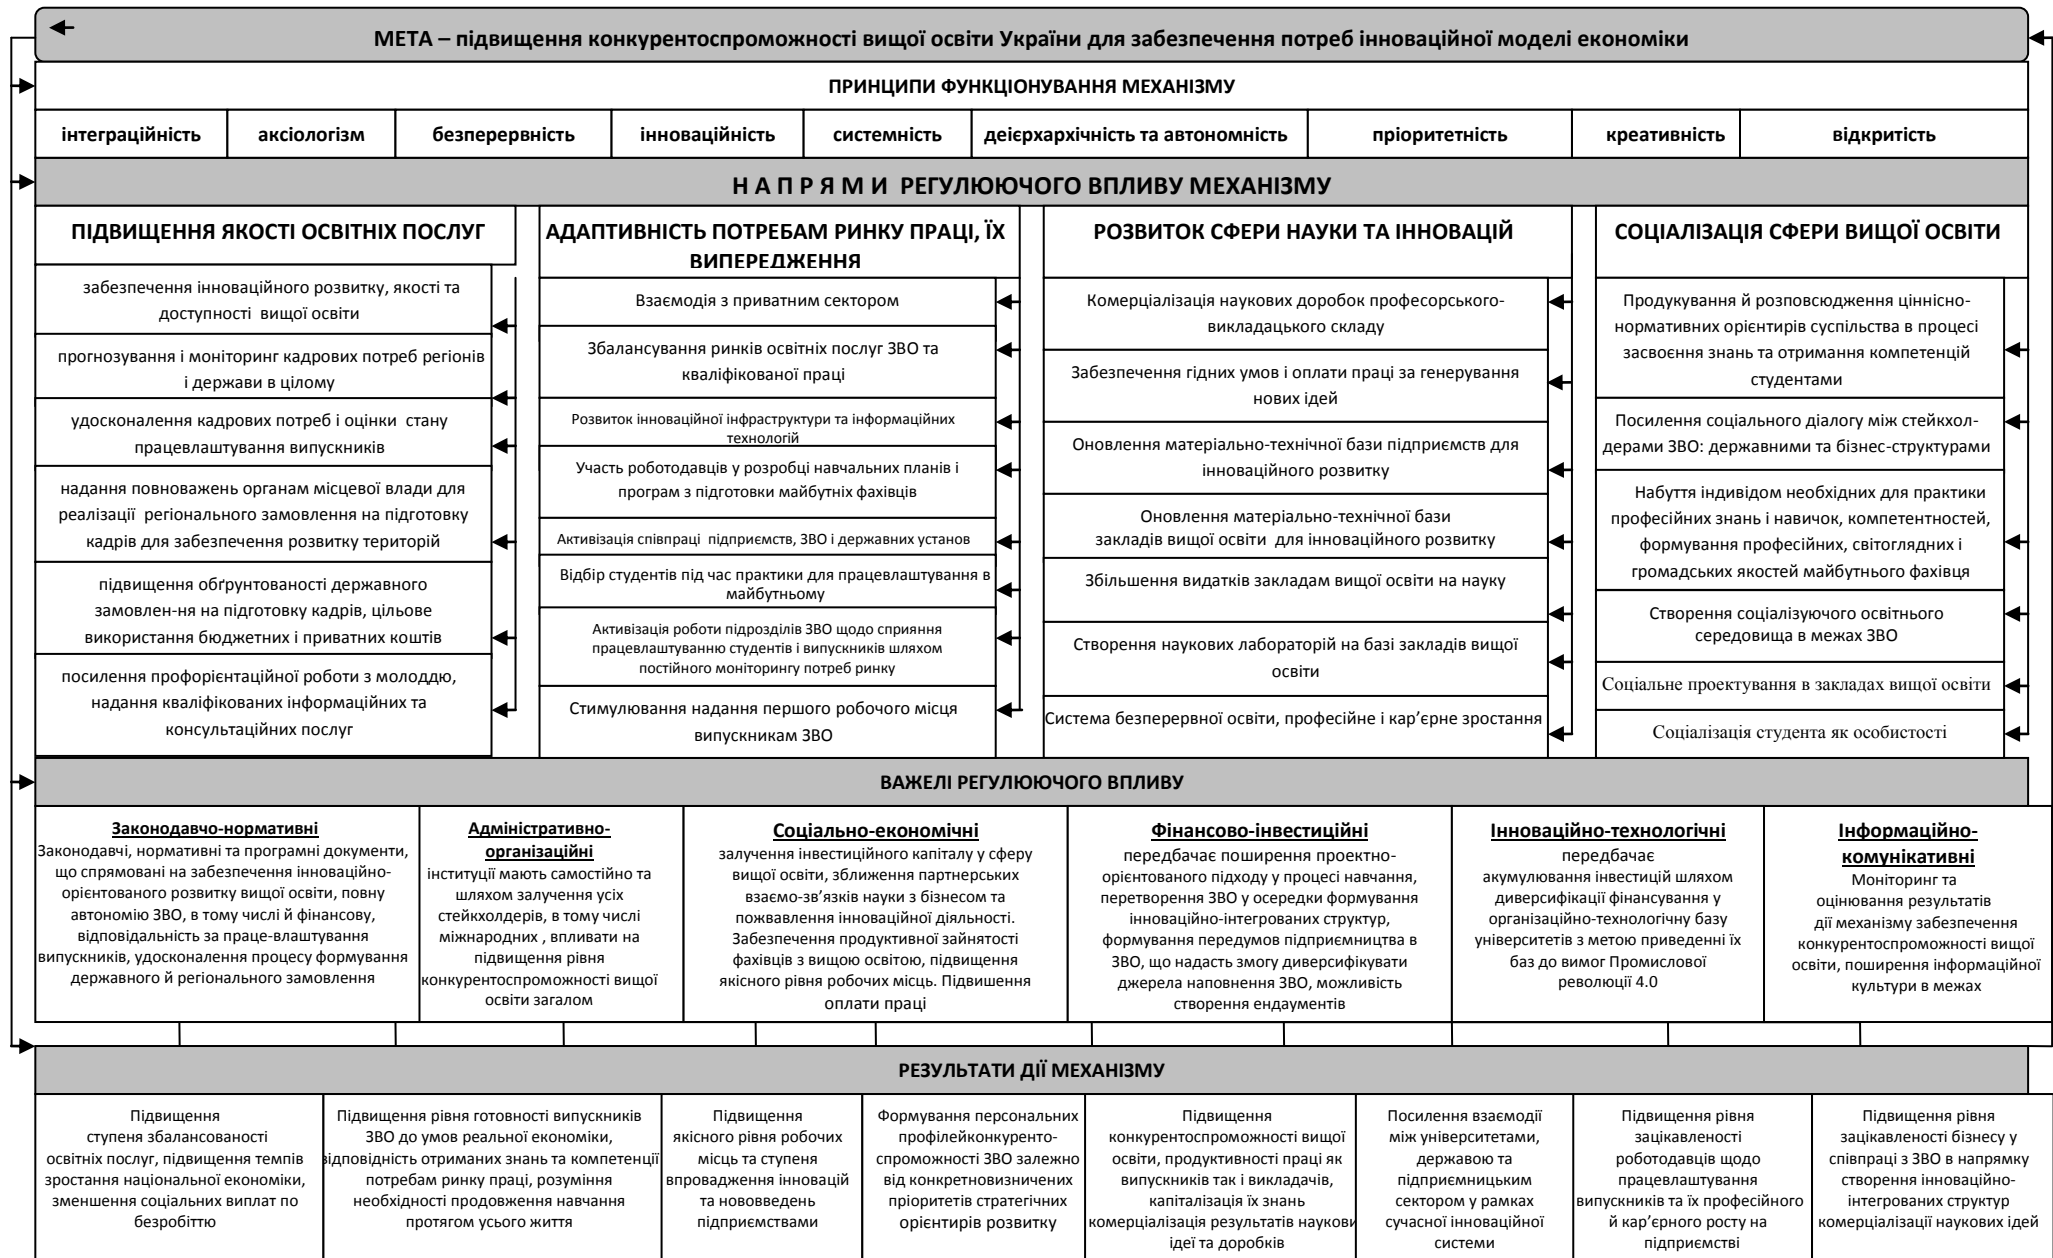 МЕТА – підвищення конкурентоспроможності вищої освіти України для забезпечення потреб інноваційної моделі економіки
ПРИНЦИПИ ФУНКЦІОНУВАННЯ МЕХАНІЗМУ
інтеграційність
аксіологізм
безперервність
інноваційність
системність
деієрхархічність та автономність
пріоритетність
креативність
відкритість
Н А П Р Я М И РЕГУЛЮЮЧОГО ВПЛИВУ МЕХАНІЗМУ
ПІДВИЩЕННЯ ЯКОСТІ ОСВІТНІХ ПОСЛУГ
забезпечення інноваційного розвитку, якості та
доступності вищої освіти
прогнозування і моніторинг кадрових потреб регіонів
і держави в цілому
удосконалення кадрових потреб і оцінки стану
працевлаштування випускників
надання повноважень органам місцевої влади для
реалізації регіонального замовлення на підготовку
кадрів для забезпечення розвитку територій
підвищення обґрунтованості державного
замовлен-ня на підготовку кадрів, цільове
використання бюджетних і приватних коштів
посилення профорієнтаційної роботи з молоддю,
надання кваліфікованих інформаційних та
консультаційних послуг
АДАПТИВНІСТЬ ПОТРЕБАМ РИНКУ ПРАЦІ, ЇХ
ВИПЕРЕДЖЕННЯ
Взаємодія з приватним сектором
Збалансування ринків освітніх послуг ЗВО та
кваліфікованої праці
Розвиток інноваційної інфраструктури та інформаційних
технологій
Участь роботодавців у розробці навчальних планів і
програм з підготовки майбутніх фахівців
Активізація співпраці підприємств, ЗВО і державних установ
Відбір студентів під час практики для працевлаштування в
майбутньому
Активізація роботи підрозділів ЗВО щодо сприяння
працевлаштуванню студентів і випускників шляхом
постійного моніторингу потреб ринку
Стимулювання надання першого робочого місця
випускникам ЗВО
РОЗВИТОК СФЕРИ НАУКИ ТА ІННОВАЦІЙ
Комерціалізація наукових доробок професорського-
викладацького складу
Забезпечення гідних умов і оплати праці за генерування
нових ідей
Оновлення матеріально-технічної бази підприємств для
інноваційного розвитку
Оновлення матеріально-технічної бази
закладів вищої освіти для інноваційного розвитку
Збільшення видатків закладам вищої освіти на науку
Створення наукових лабораторій на базі закладів вищої
освіти
Система безперервної освіти, професійне і кар’єрне зростання
СОЦІАЛІЗАЦІЯ СФЕРИ ВИЩОЇ ОСВІТИ
Продукування й розповсюдження ціннісно-
нормативних орієнтирів суспільства в процесі
засвоєння знань та отримання компетенцій
студентами
Посилення соціального діалогу між стейкхол-
дерами ЗВО: державними та бізнес-структурами
Набуття індивідом необхідних для практики
професійних знань і навичок, компетентностей,
формування професійних, світоглядних і
громадських якостей майбутнього фахівця
Створення соціалізуючого освітнього
середовища в межах ЗВО
Соціальне проектування в закладах вищої освіти
Соціалізація студента як особистості
ВАЖЕЛІ РЕГУЛЮЮЧОГО ВПЛИВУ
Законодавчо-нормативні
Законодавчі, нормативні та програмні документи,
що спрямовані на забезпечення інноваційно-
орієнтованого розвитку вищої освіти, повну
автономію ЗВО, в тому числі й фінансову,
відповідальність за праце-влаштування
випускників, удосконалення процесу формування
державного й регіонального замовлення
Адміністративно-
організаційні
інституції мають самостійно та
шляхом залучення усіх
стейкхолдерів, в тому числі
міжнародних , впливати на
підвищення рівня
конкурентоспроможності вищої
освіти загалом
Соціально-економічні
залучення інвестиційного капіталу у сферу
вищої освіти, зближення партнерських
взаємо-зв’язків науки з бізнесом та
пожвавлення інноваційної діяльності.
Забезпечення продуктивної зайнятості
фахівців з вищою освітою, підвищення
якісного рівня робочих місць. Підвишення
оплати праці
Фінансово-інвестиційні
передбачає поширення проектно-
орієнтованого підходу у процесі навчання,
перетворення ЗВО у осередки формування
інноваційно-інтегрованих структур,
формування передумов підприємництва в
ЗВО, що надасть змогу диверсифікувати
джерела наповнення ЗВО, можливість
створення ендаументів
Інноваційно-технологічні
передбачає
акумулювання інвестицій шляхом
диверсифікації фінансування у
організаційно-технологічну базу
університетів з метою приведенні їх
баз до вимог Промислової
революції 4.0
Інформаційно-
комунікативні
Моніторинг та
оцінювання результатів
дії механізму забезпечення
конкурентоспроможності вищої
освіти, поширення інформаційної
культури в межах
РЕЗУЛЬТАТИ ДІЇ МЕХАНІЗМУ
Підвищення
ступеня збалансованості
освітніх послуг, підвищення темпів
зростання національної економіки,
зменшення соціальних виплат по
безробіттю
Підвищення рівня готовності випускників
ЗВО до умов реальної економіки,
відповідність отриманих знань та компетенції
потребам ринку праці, розуміння
необхідності продовження навчання
протягом усього життя
Підвищення
якісного рівня робочих
місць та ступеня
впровадження інновацій
та нововведень
підприємствами
Формування персональних
профілейконкуренто-
спроможності ЗВО залежно
від конкретновизничених
пріоритетів стратегічних
орієнтирів розвитку
Підвищення
конкурентоспроможності вищої
освіти, продуктивності праці як
випускників так і викладачів,
капіталізація їх знань
комерціалізація результатів наукови
ідеї та доробків
Посилення взаємодії
між університетами,
державою та
підприємницьким
сектором у рамках
сучасної інноваційної
системи
Підвищення рівня
зацікавленості
роботодавців щодо
працевлаштування
випускників та їх професійного
й кар’єрного росту на
підприємстві
Підвищення рівня
зацікавленості бізнесу у
співпраці з ЗВО в напрямку
створення інноваційно-
інтегрованих структур
комерціалізації наукових ідей